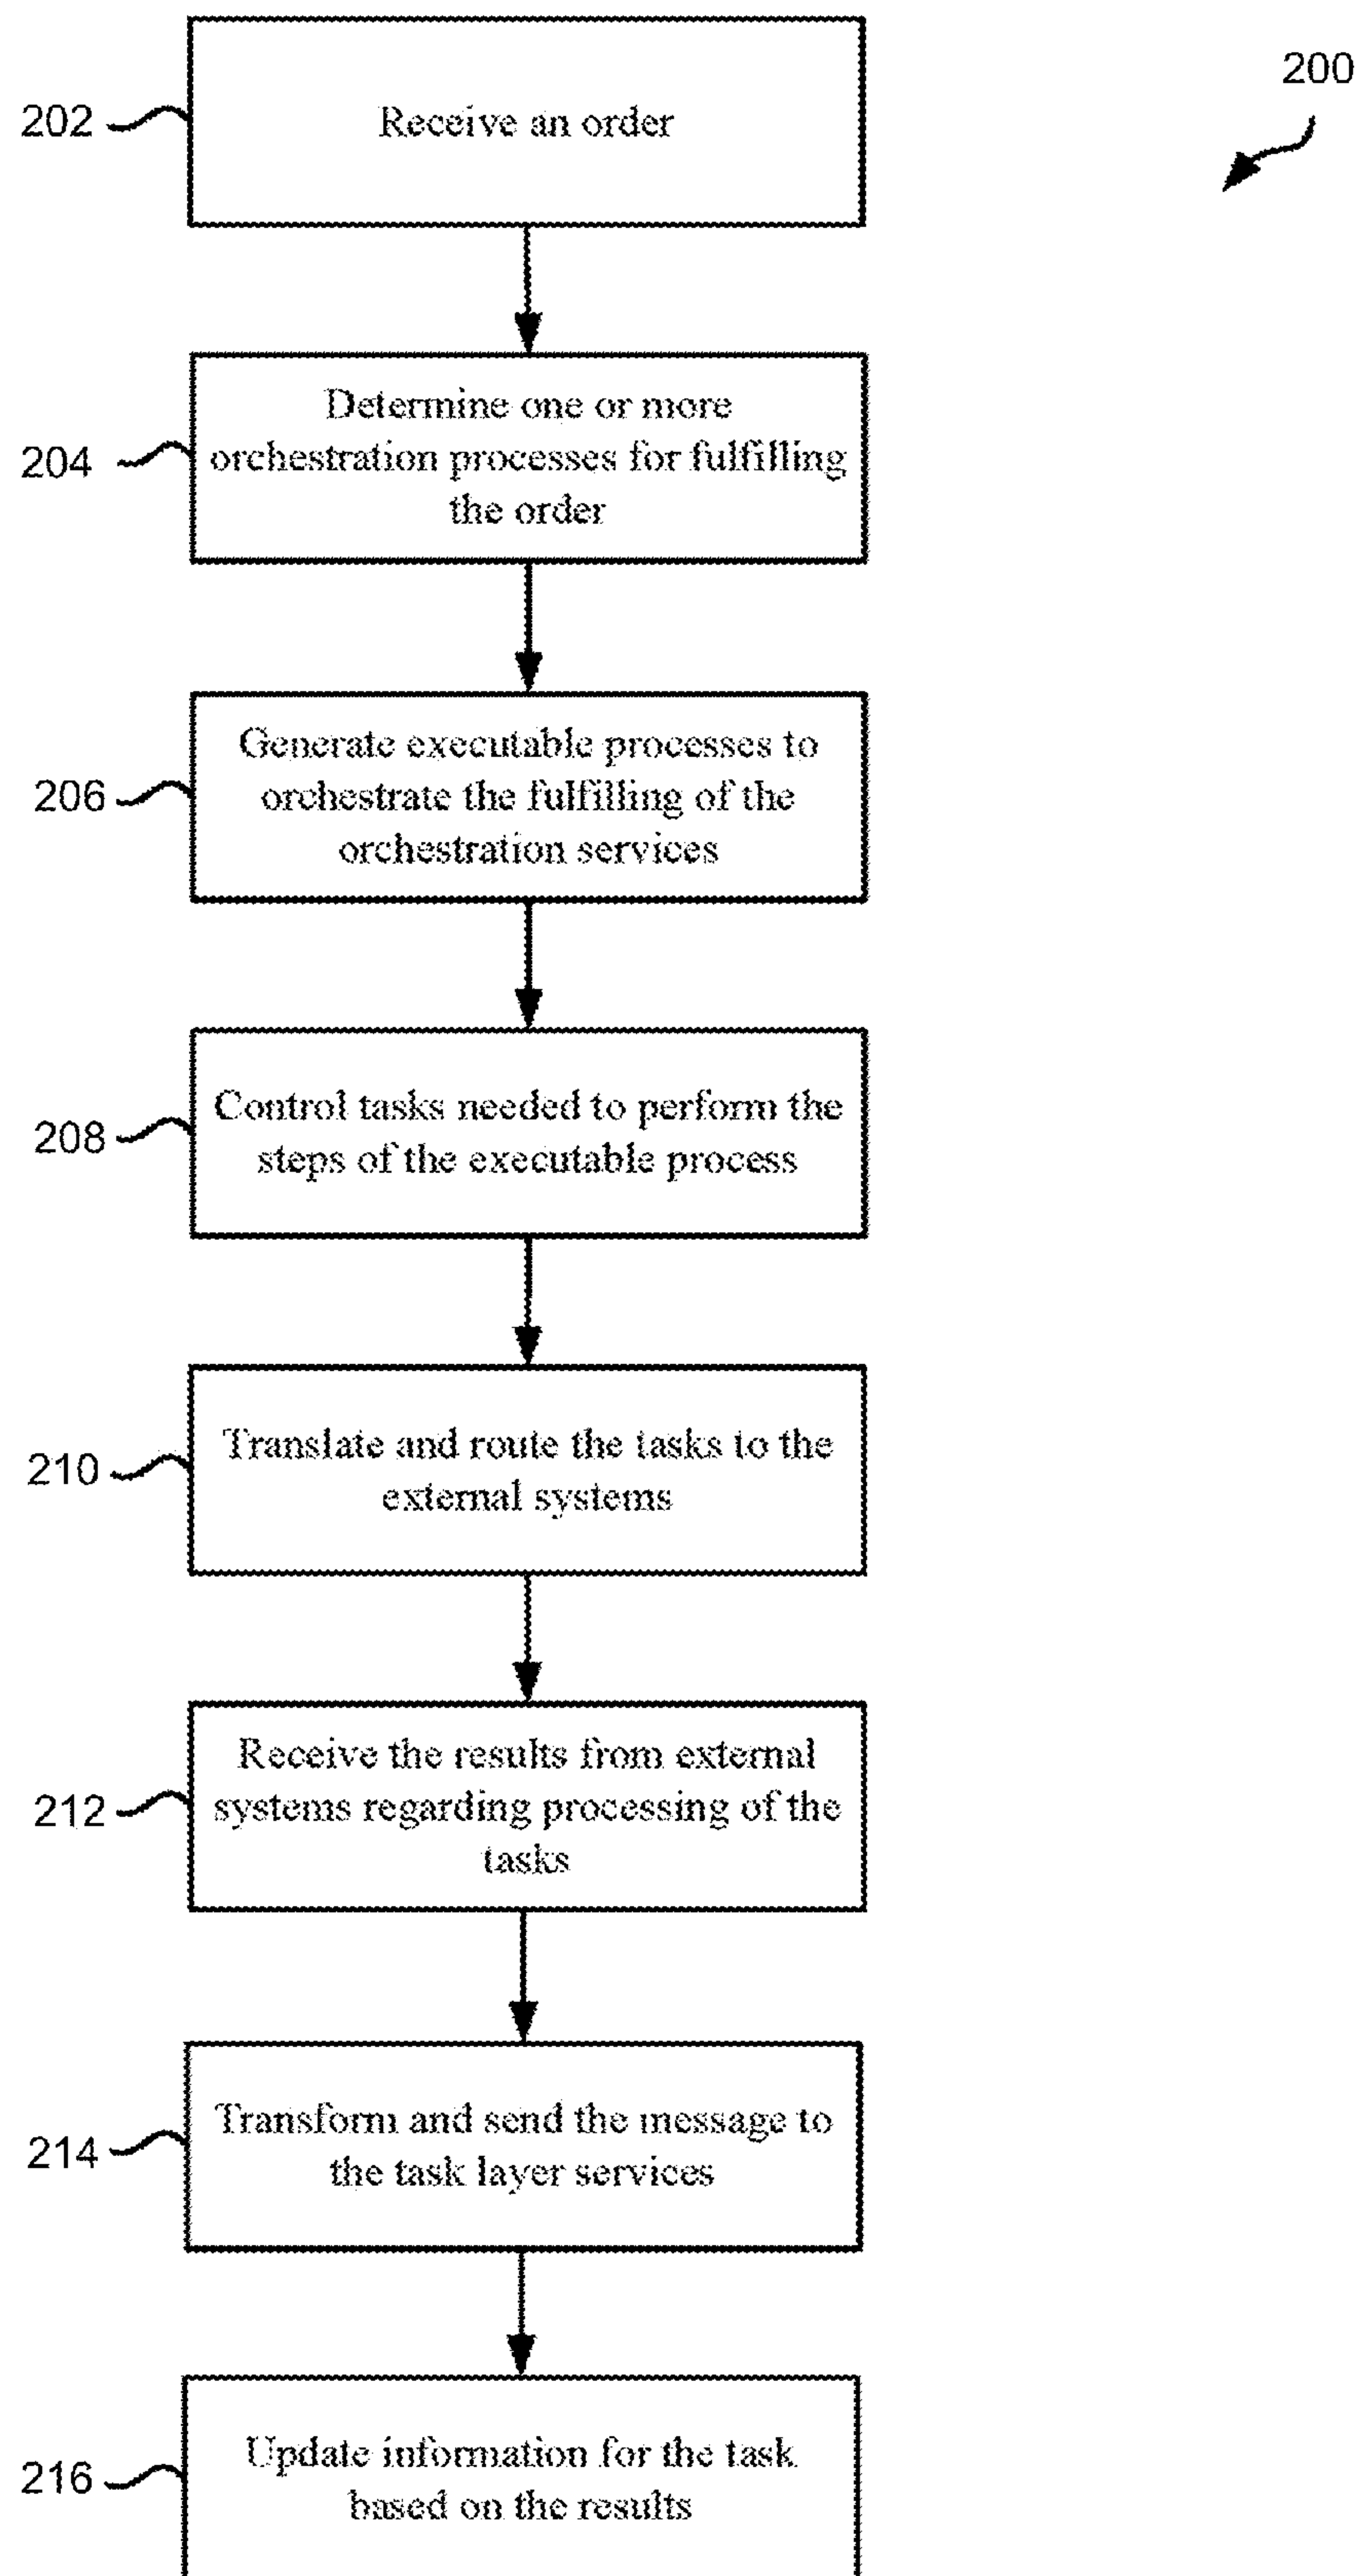 200
202
Receive an order
204
Determine one or more
orchestration processes for fulfilling
the order
206
Generate executable processes to
orchestrate the fulfilling of the
orchestration services
208
Control tasks needed to perform the
steps of the executable process
210
Translate and route the tasks to the
external systems
212
Receive the results from external
systems regarding processing of the
tasks
214
Transform and send the message to
the task layer services
216
Update information for the task
based on the results